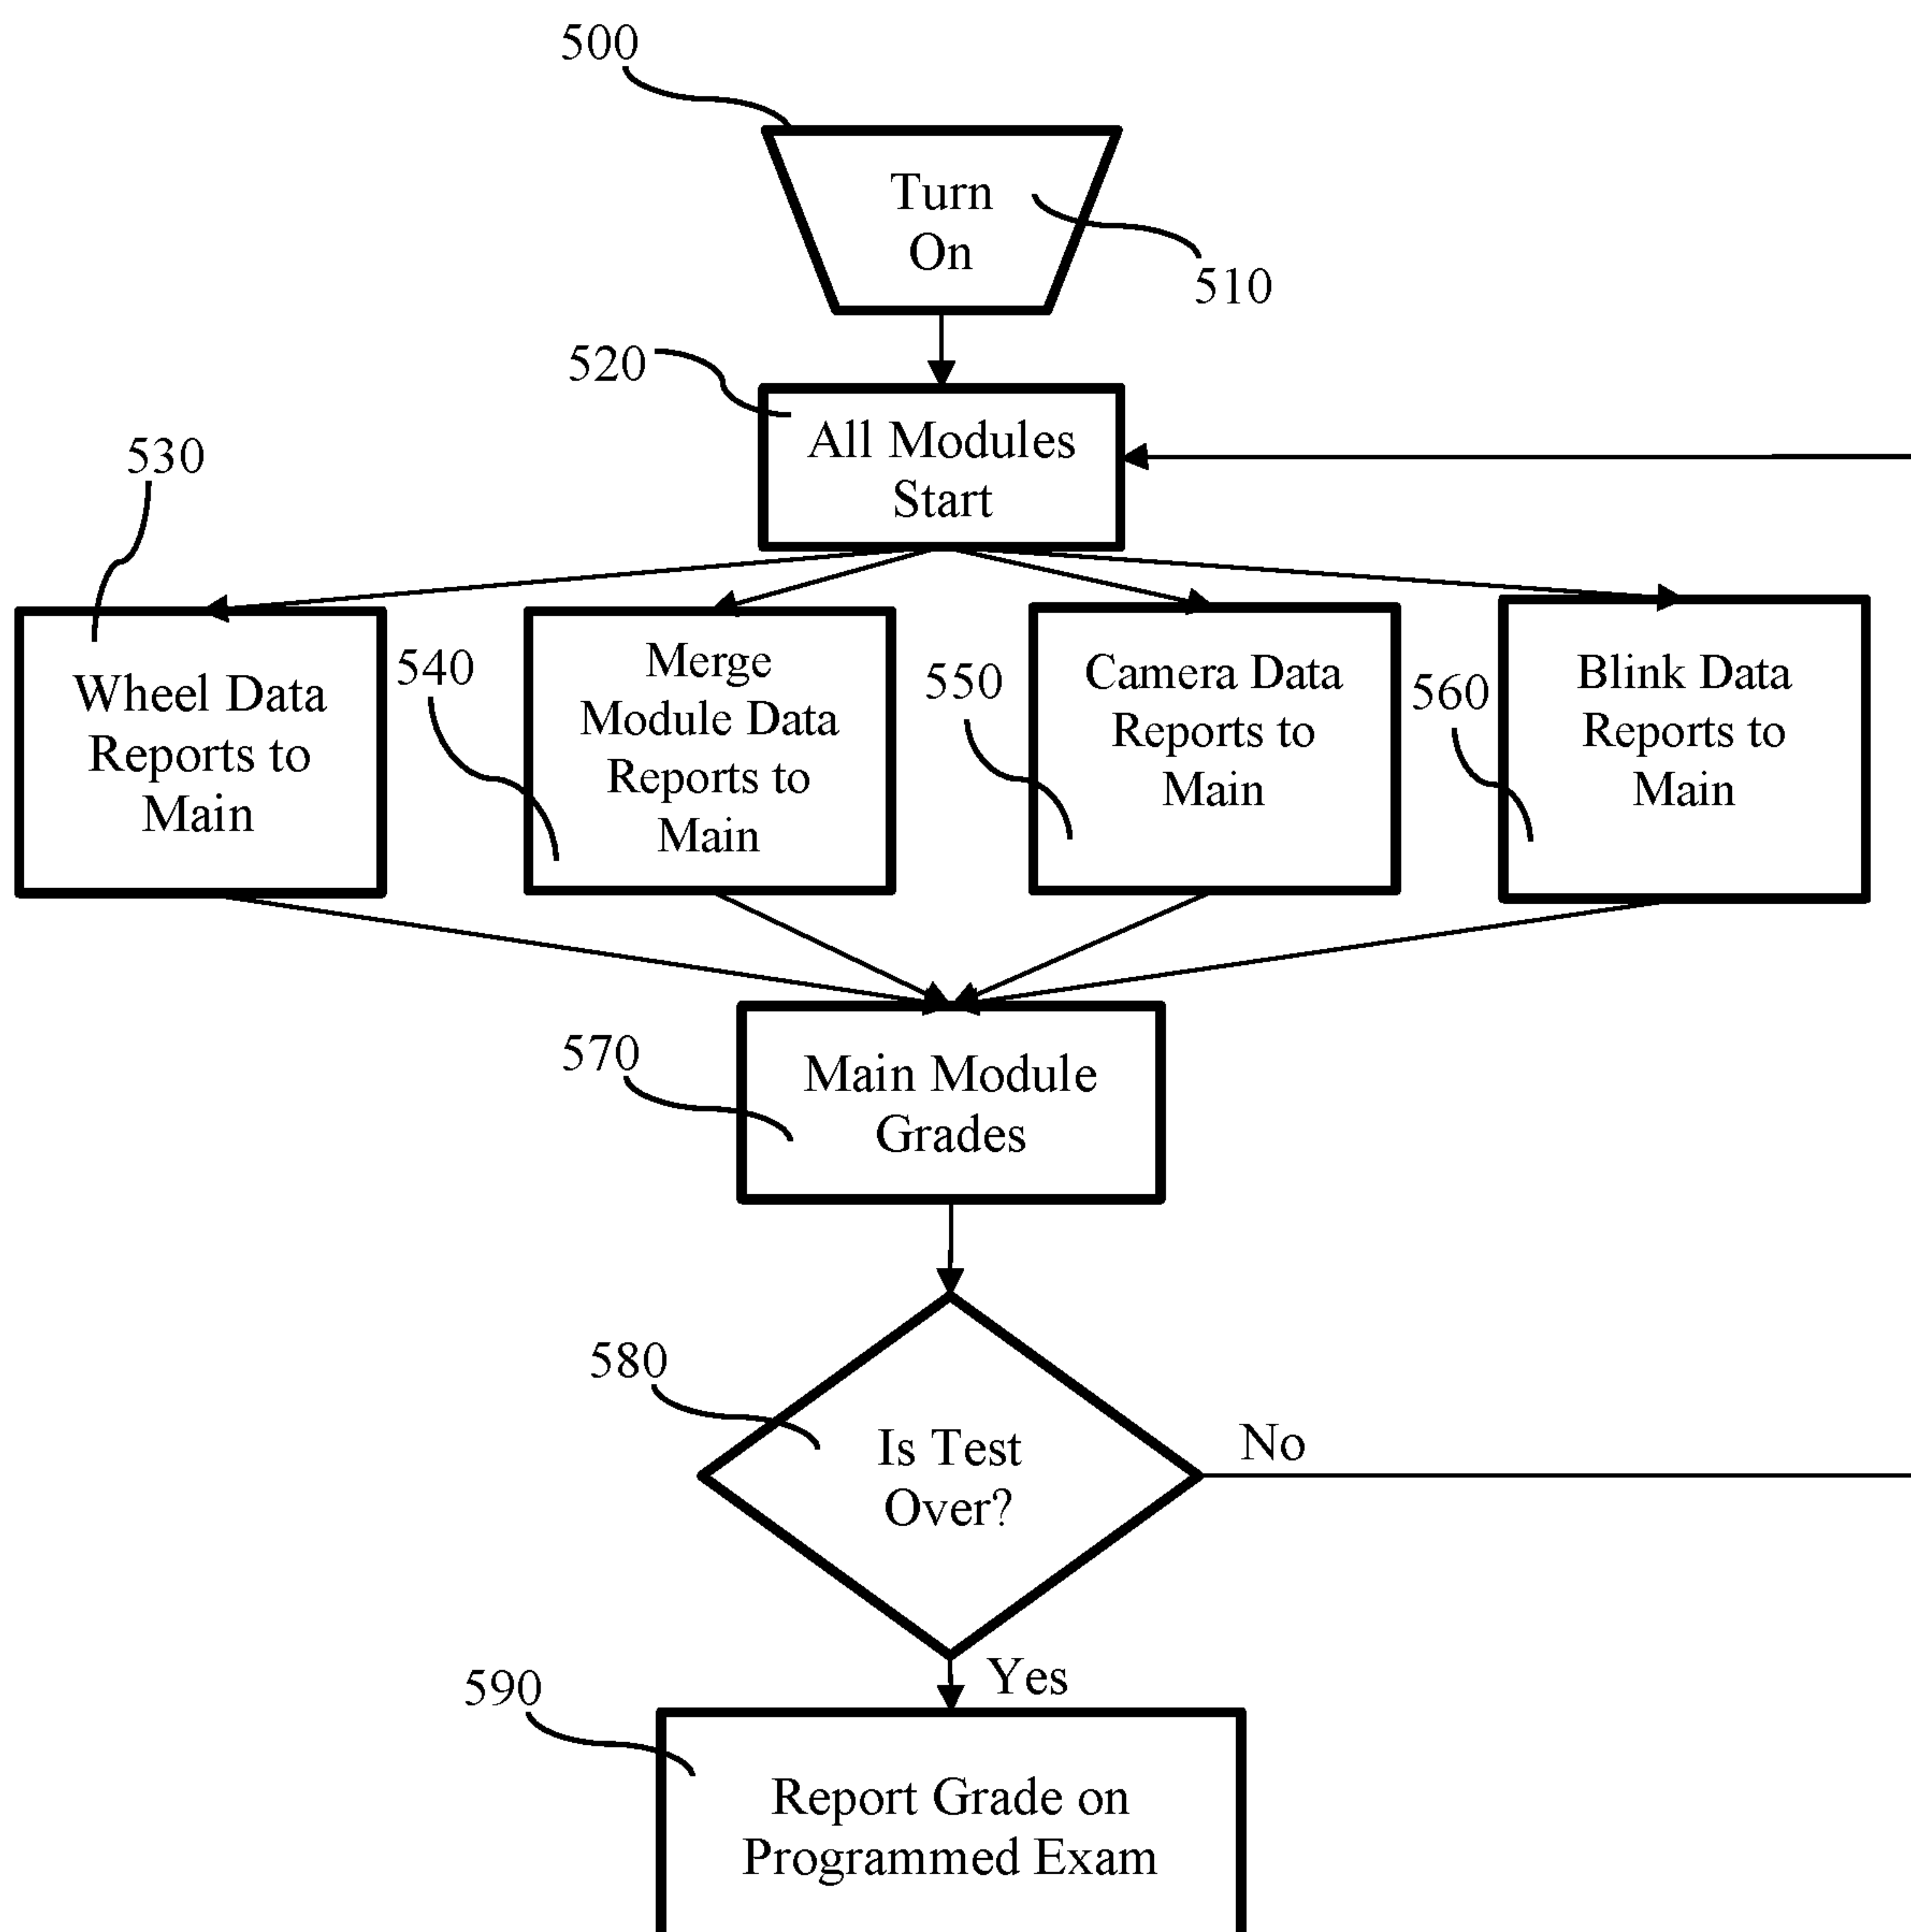 500
Turn
On
510
520
All Modules
Start
530
Wheel Data
Reports to
Main
540
Merge
Module Data
Reports to
Main
550
Camera Data
Reports to
Main
560
Blink Data
Reports to
Main
570
Main Module
Grades
580
Is Test
Over?
No
Yes
590
Report Grade on
Programmed Exam